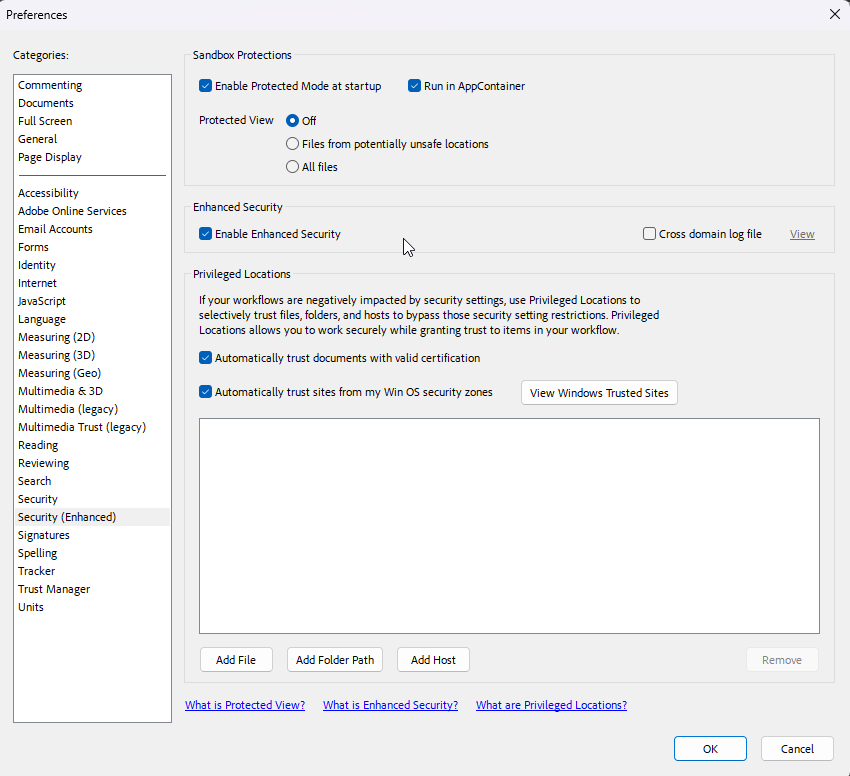 Preferences
Categories:
Commenting
Documents
Full Screen
General
Page Display
Accessibility
Adobe Online Services
Email Accounts
Forms
Identity
Internet
JavaScript
Language
Measuring (2D)
Measuring (3D)
Measuring (Geo)
Multimedia & 3D
Multimedia (legacy)
Multimedia Trust (legacy)
Reading
Reviewing
Search
Security
Security (Enhanced)
Signatures
Spelling
Tracker
Trust Manager
Units
Sandbox Protections
Enable Protected Mode at startup Run in AppContainer
Protected View Off
Files from potentially unsafe locations
All files
Enhanced Security
Enable Enhanced Security Cross domain log file View
Privileged Locations
If your workflows are negatively impacted by security settings, use Privileged Locations to
selectively trust files, folders, and hosts to bypass those security setting restrictions. Privileged
Locations allows you to work securely while granting trust to items in your workflow.
Automatically trust documents with valid certification
Automatically trust sites from my Win OS security zones View Windows Trusted Sites
Add File Add Folder Path Add Host Remove
What is Protected View? What is Enhanced Security? What are Privileged Locations?
OK Cancel